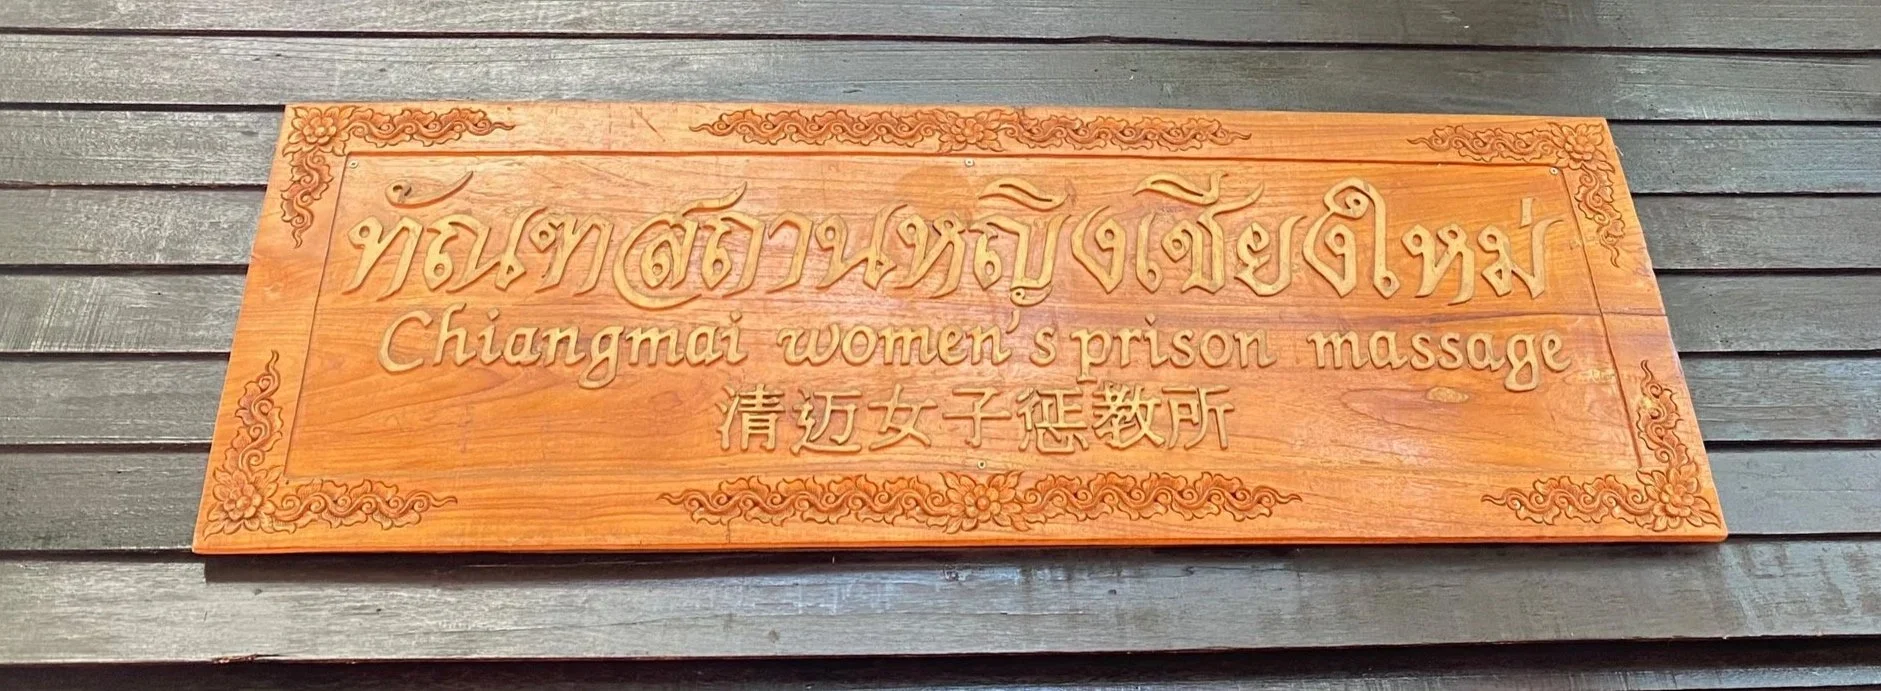 ทัณฑสถานหญิงเชียงใหม่
Chiangmai women's prison massage
清迈女子惩教所